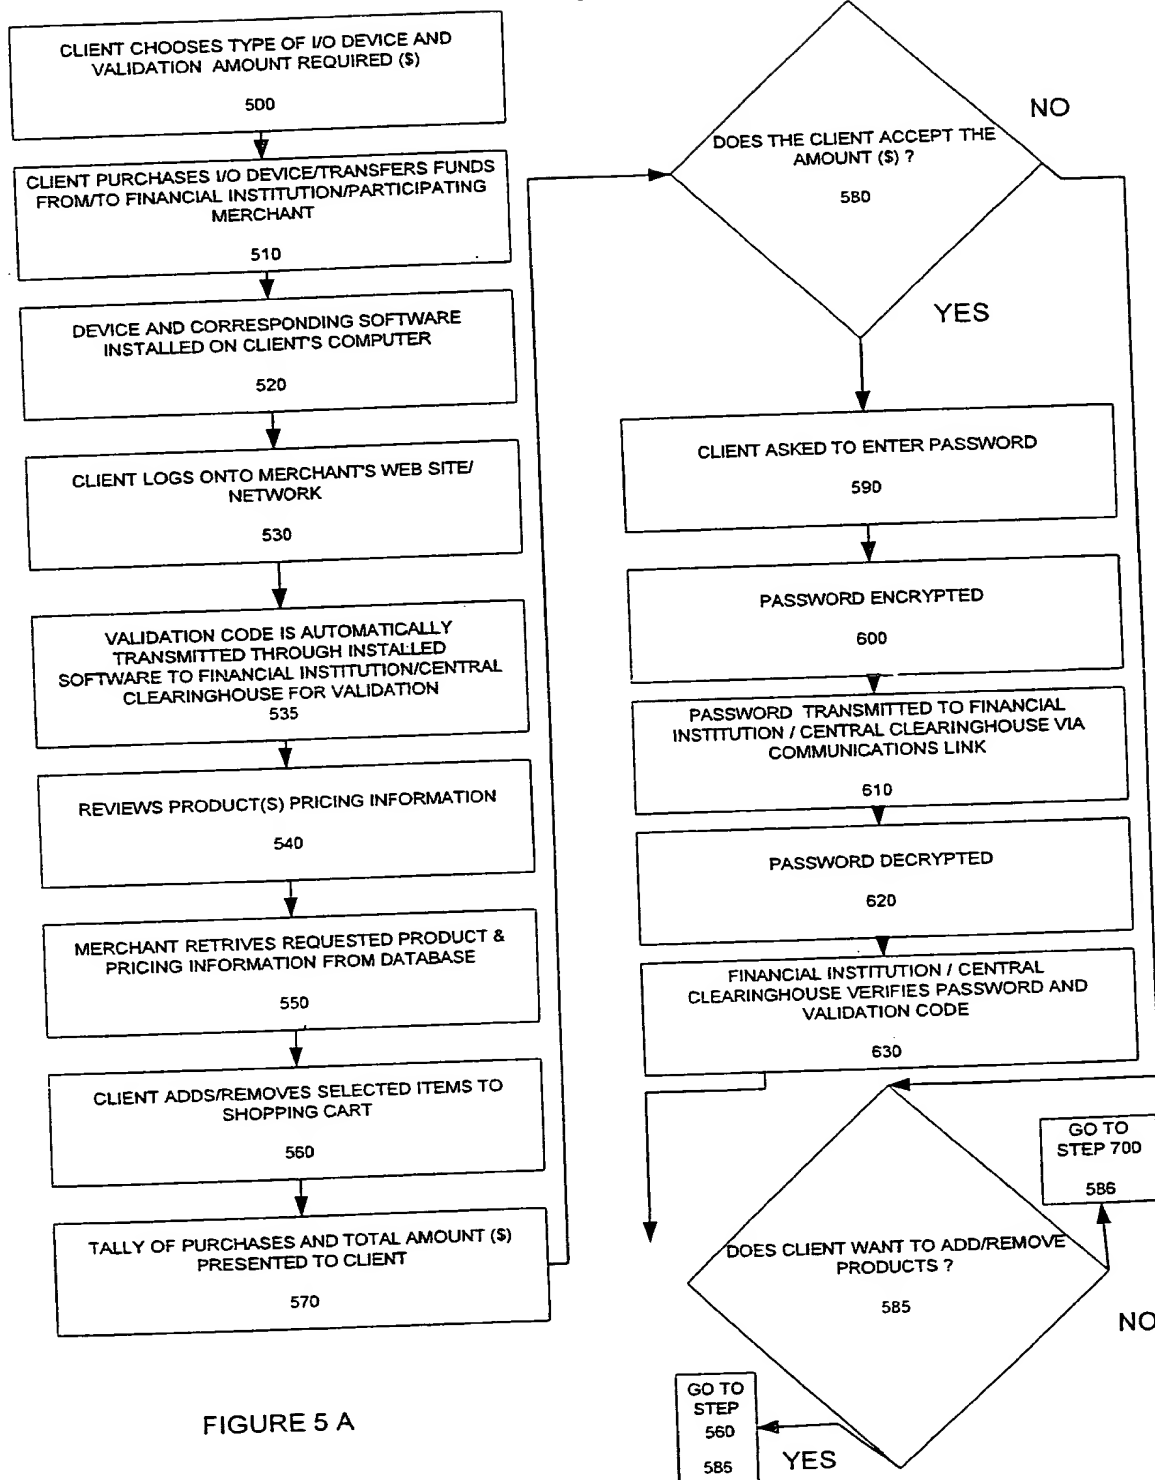 CLIENT CHOOSES TYPE OF I/O DEVICE AND
VALIDATION AMOUNT REQUIRED ($)
500
CLIENT PURCHASES I/O DEVICE/TRANSFERS FUNDS
FROM/TO FINANCIAL INSTITUTION/PARTICIPATING
MERCHANT
510
DEVICE AND CORRESPONDING SOFTWARE
INSTALLED ON CLIENT'S COMPUTER
520
CLIENT LOGS ONTO MERCHANT'S WEB SITE/
NETWORK
530
VALIDATION CODE IS AUTOMATICALLY
TRANSMITTED THROUGH INSTALLED
SOFTWARE TO FINANCIAL INSTITUTION/CENTRAL
CLEARINGHOUSE FOR VALIDATION
535
REVIEWS PRODUCT(S) PRICING INFORMATION
540
MERCHANT RETRIVES REQUESTED PRODUCT &
PRICING INFORMATION FROM DATABASE
550
CLIENT ADDS/REMOVES SELECTED ITEMS TO
SHOPPING CART
560
TALLY OF PURCHASES AND TOTAL AMOUNT ($)
PRESENTED TO CLIENT
570
FIGURE 5 A
DOES THE CLIENT ACCEPT THE
AMOUNT ($) ?
580
NO
YES
CLIENT ASKED TO ENTER PASSWORD
590
PASSWORD ENCRYPTED
600
PASSWORD TRANSMITTED TO FINANCIAL
INSTITUTION / CENTRAL CLEARINGHOUSE VIA
COMMUNICATIONS LINK
610
PASSWORD DECRYPTED
620
FINANCIAL INSTITUTION / CENTRAL
CLEARINGHOUSE VERIFIES PASSWORD AND
VALIDATION CODE
630
GO TO
STEP 700
586
DOES CLIENT WANT TO ADD/REMOVE
PRODUCTS ?
585
NO
GO TO
STEP
560
585
YES